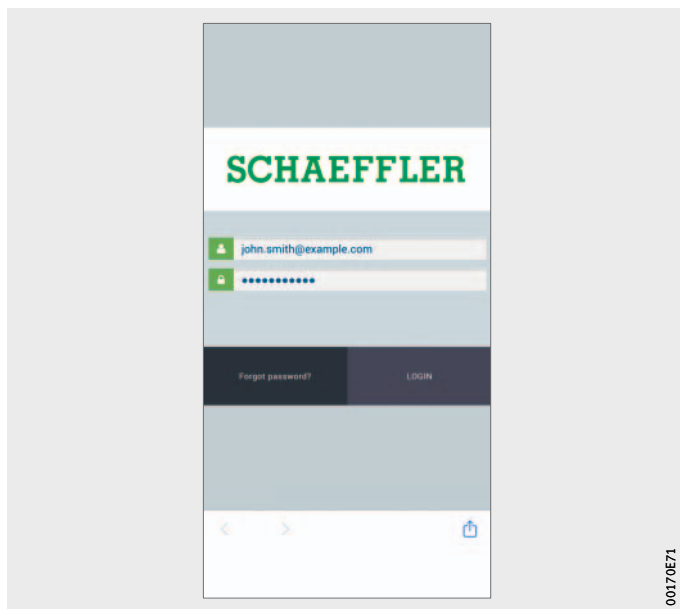 SCHAEFFLER
john.smith@example.com
•••••••••••
Forgot password?
LOGIN
00170E71